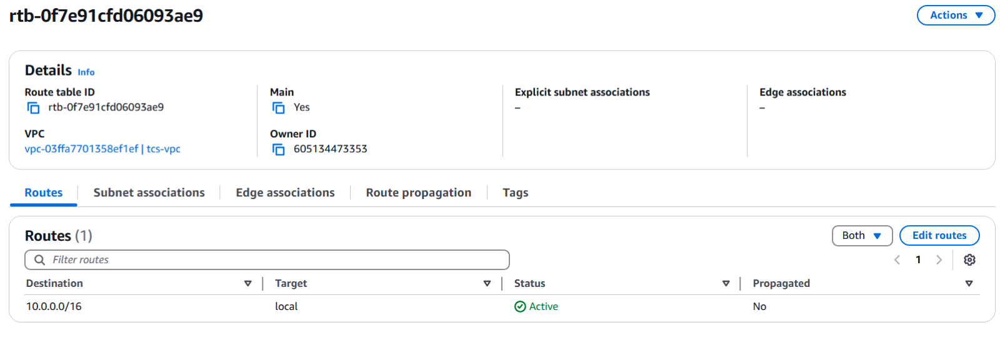 rtb-0f7e91cfd06093ae9
Actions
Details Info
Route table ID
rtb-0f7e91cfd06093ae9
Main
Yes
Explicit subnet associations
–
Edge associations
–
VPC
vpc-03ffa7701358ef1ef | tcs-vpc
Owner ID
605134473353
Routes Subnet associations Edge associations Route propagation Tags
Routes (1)
Both Edit routes
Filter routes
1
Destination Target Status Propagated
10.0.0.0/16 local Active No